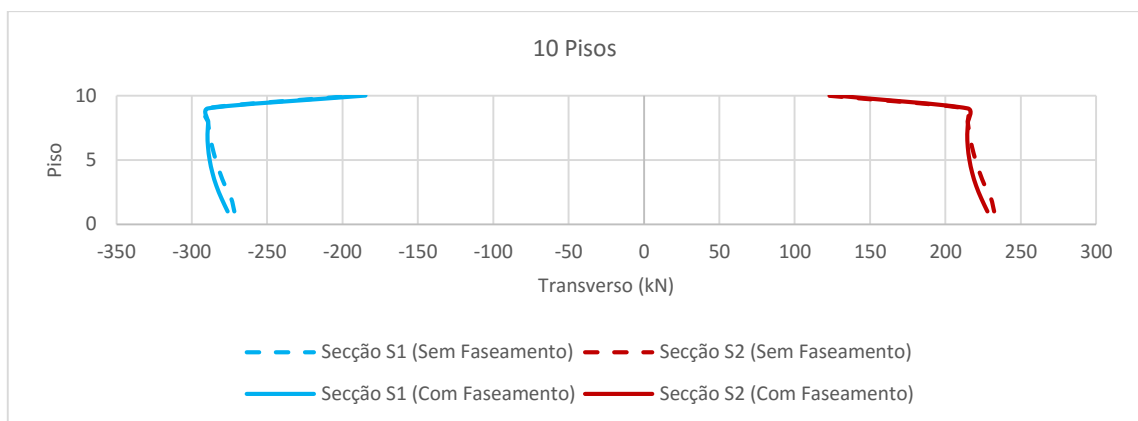 10 Pisos
10
5
0
Piso
-350 -300 -250 -200 -150 -100 -50 0 50 100 150 200 250 300
Transverso (kN)
Secção S1 (Sem Faseamento) Secção S2 (Sem Faseamento)
Secção S1 (Com Faseamento) Secção S2 (Com Faseamento)